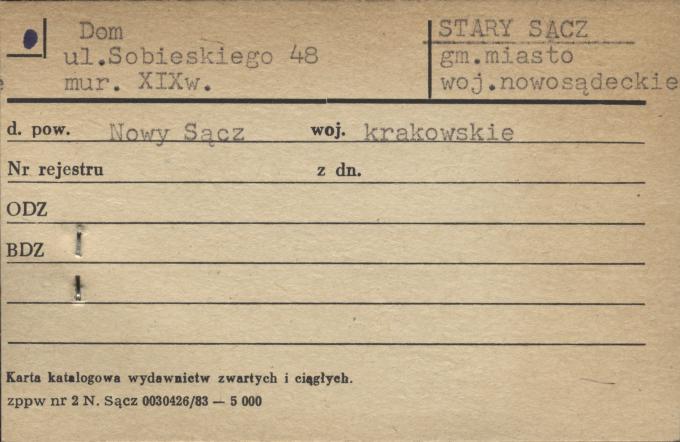 Dom
ul.Sobieskiego 48
mur. XIXw.
STARY SĄCZ
gm.miasto
woj.nowosądeckie
d. pow. Nowy Sącz woj. krakowskie
Nr rejestru z dn.
ODZ
BDZ
Karta katalogowa wydawnictw zwartych i ciągłych.
zppw nr 2 N. Sącz 0030426/83 — 5 000